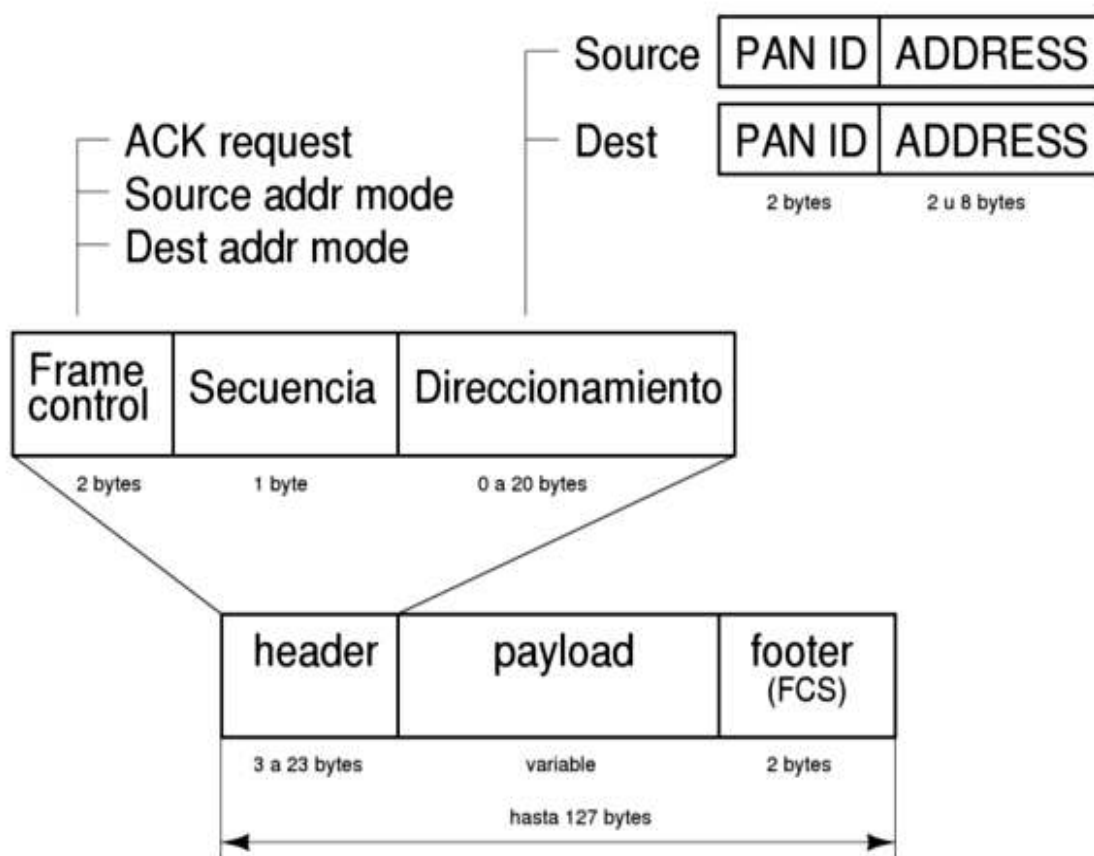 Source PAN ID ADDRESS
ACK request
Dest PAN ID ADDRESS
Source addr mode
2 bytes 2 u 8 bytes
Dest addr mode
Frame control
Secuencia
Direccionamiento
2 bytes 1 byte 0 a 20 bytes
header payload footer
(FCS)
3 a 23 bytes variable 2 bytes
hasta 127 bytes